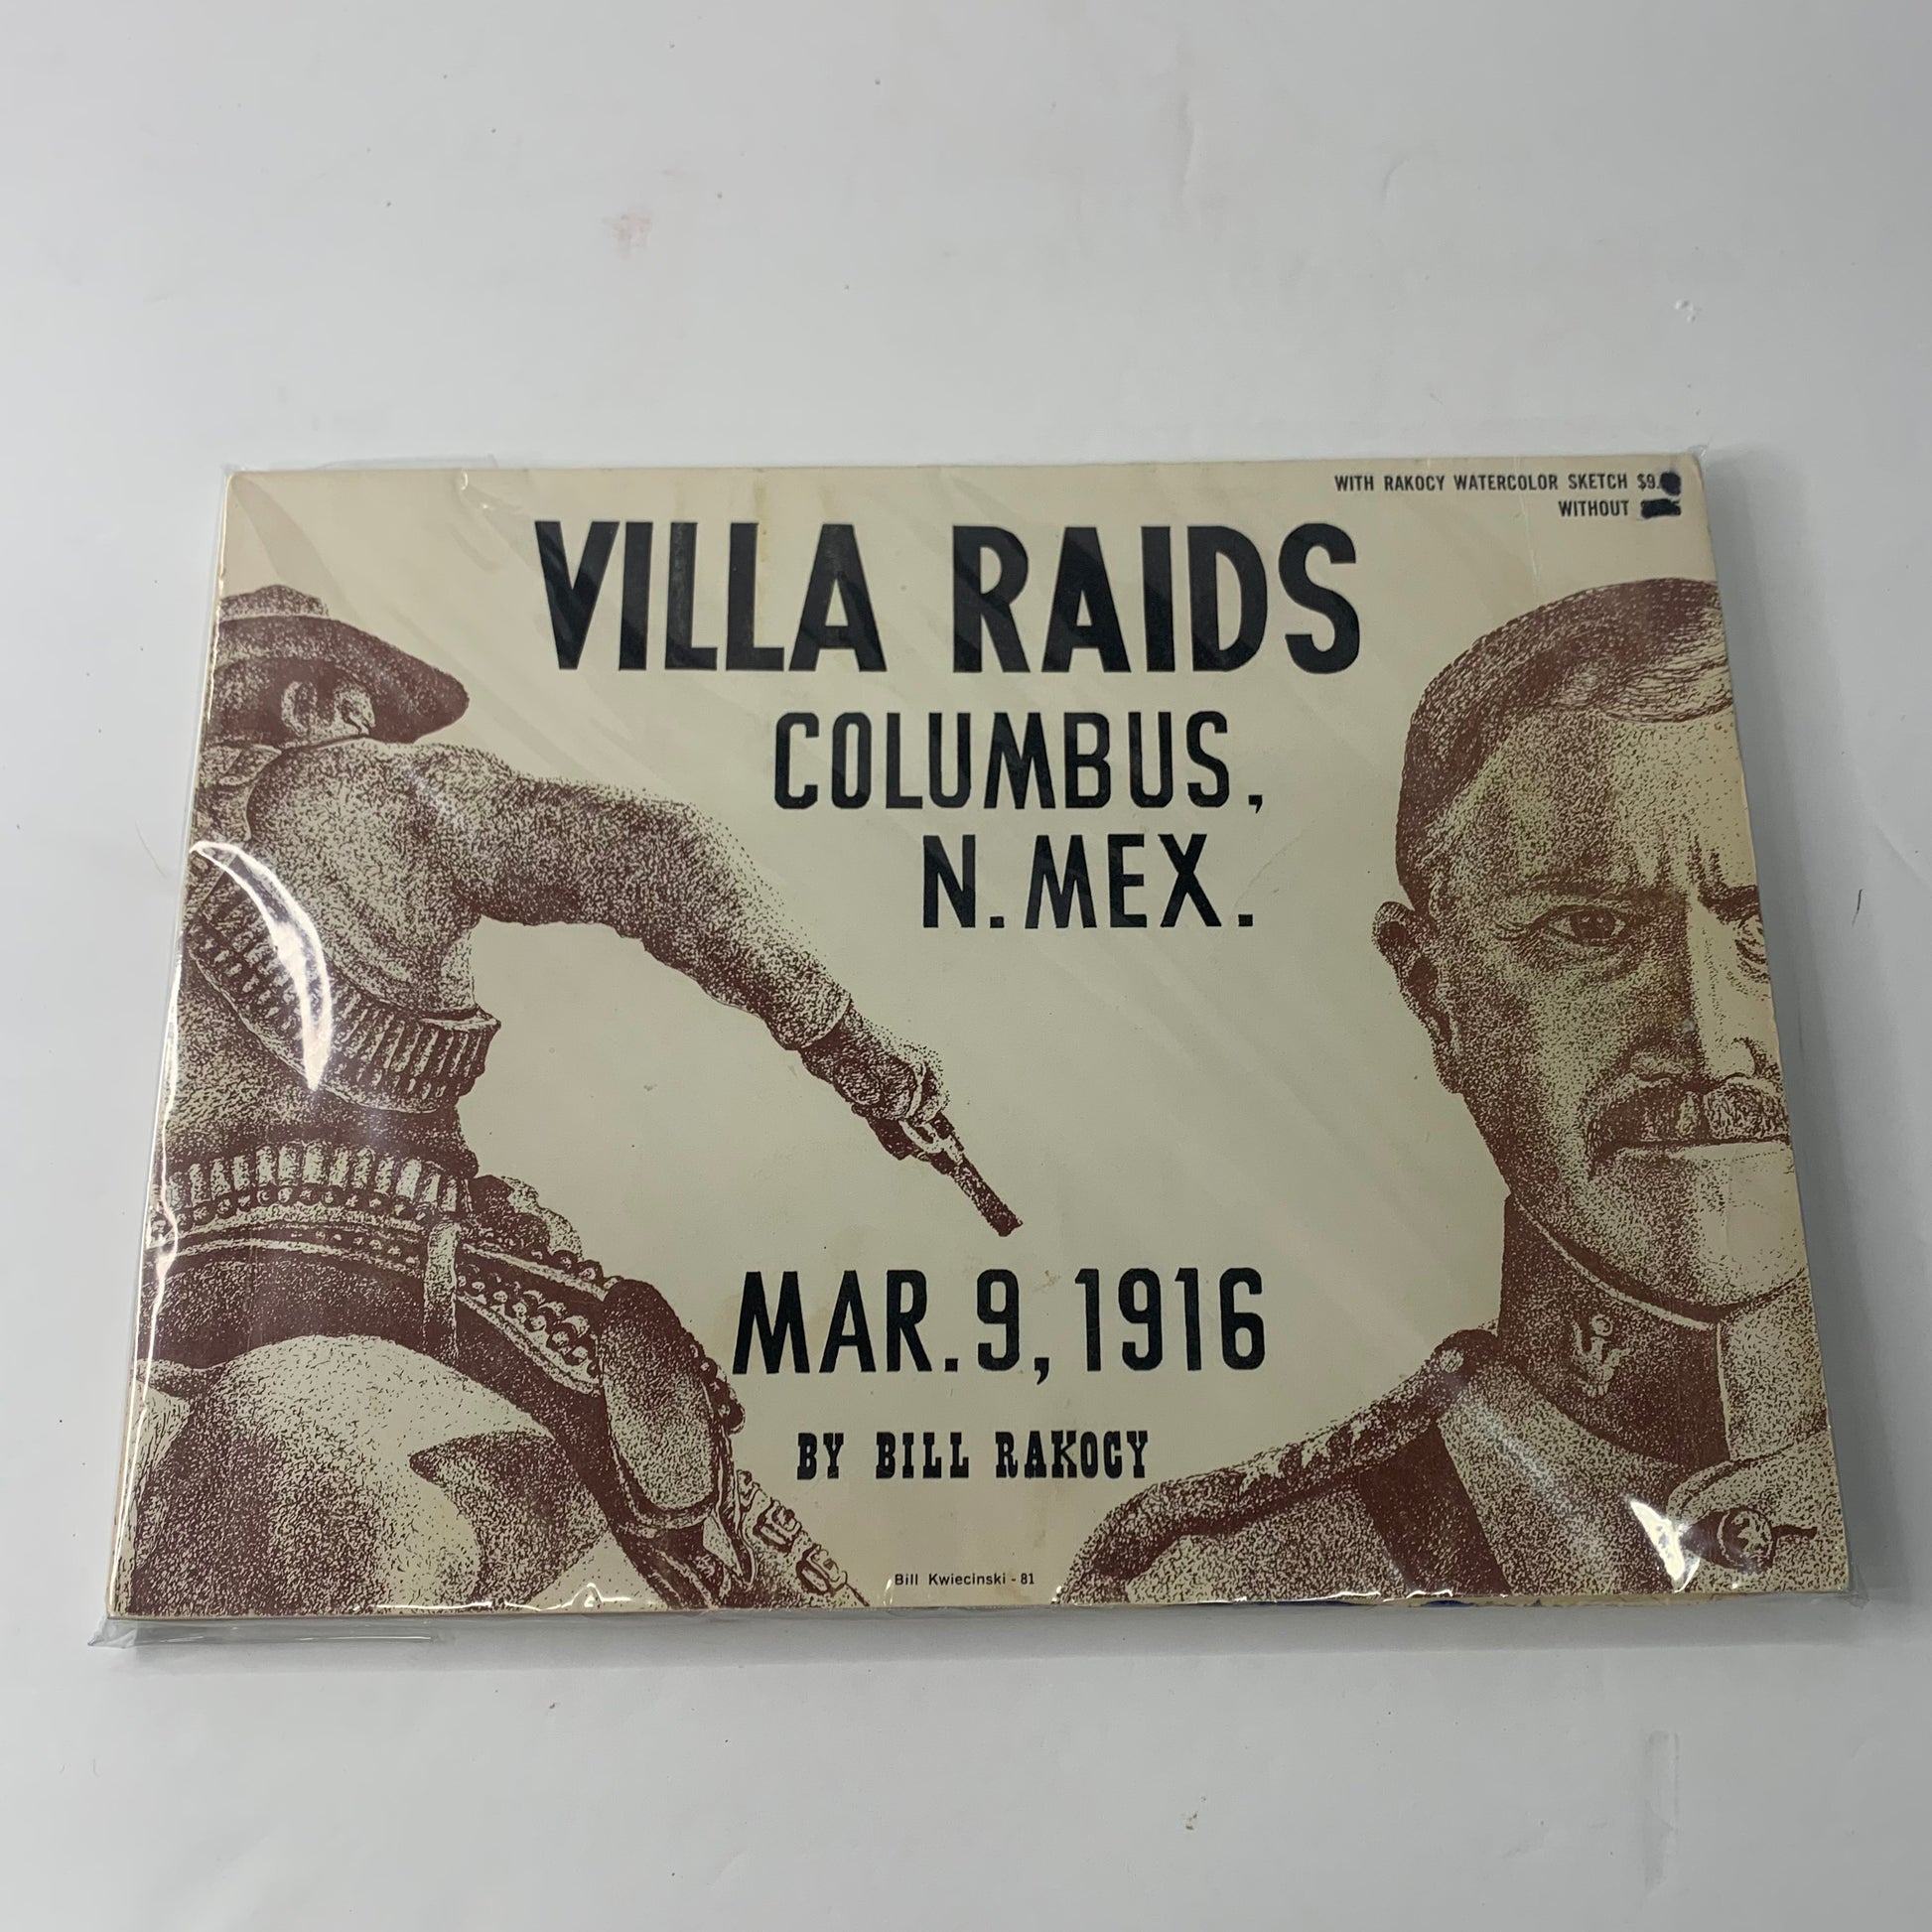 WITH RAKOCY WATERCOLOR SKETCH $9.
WITHOUT
VILLA RAIDS
COLUMBUS,
N. MEX.
MAR. 9, 1916
BY BILL RAKOCY
Bill Kwiecinski - 81